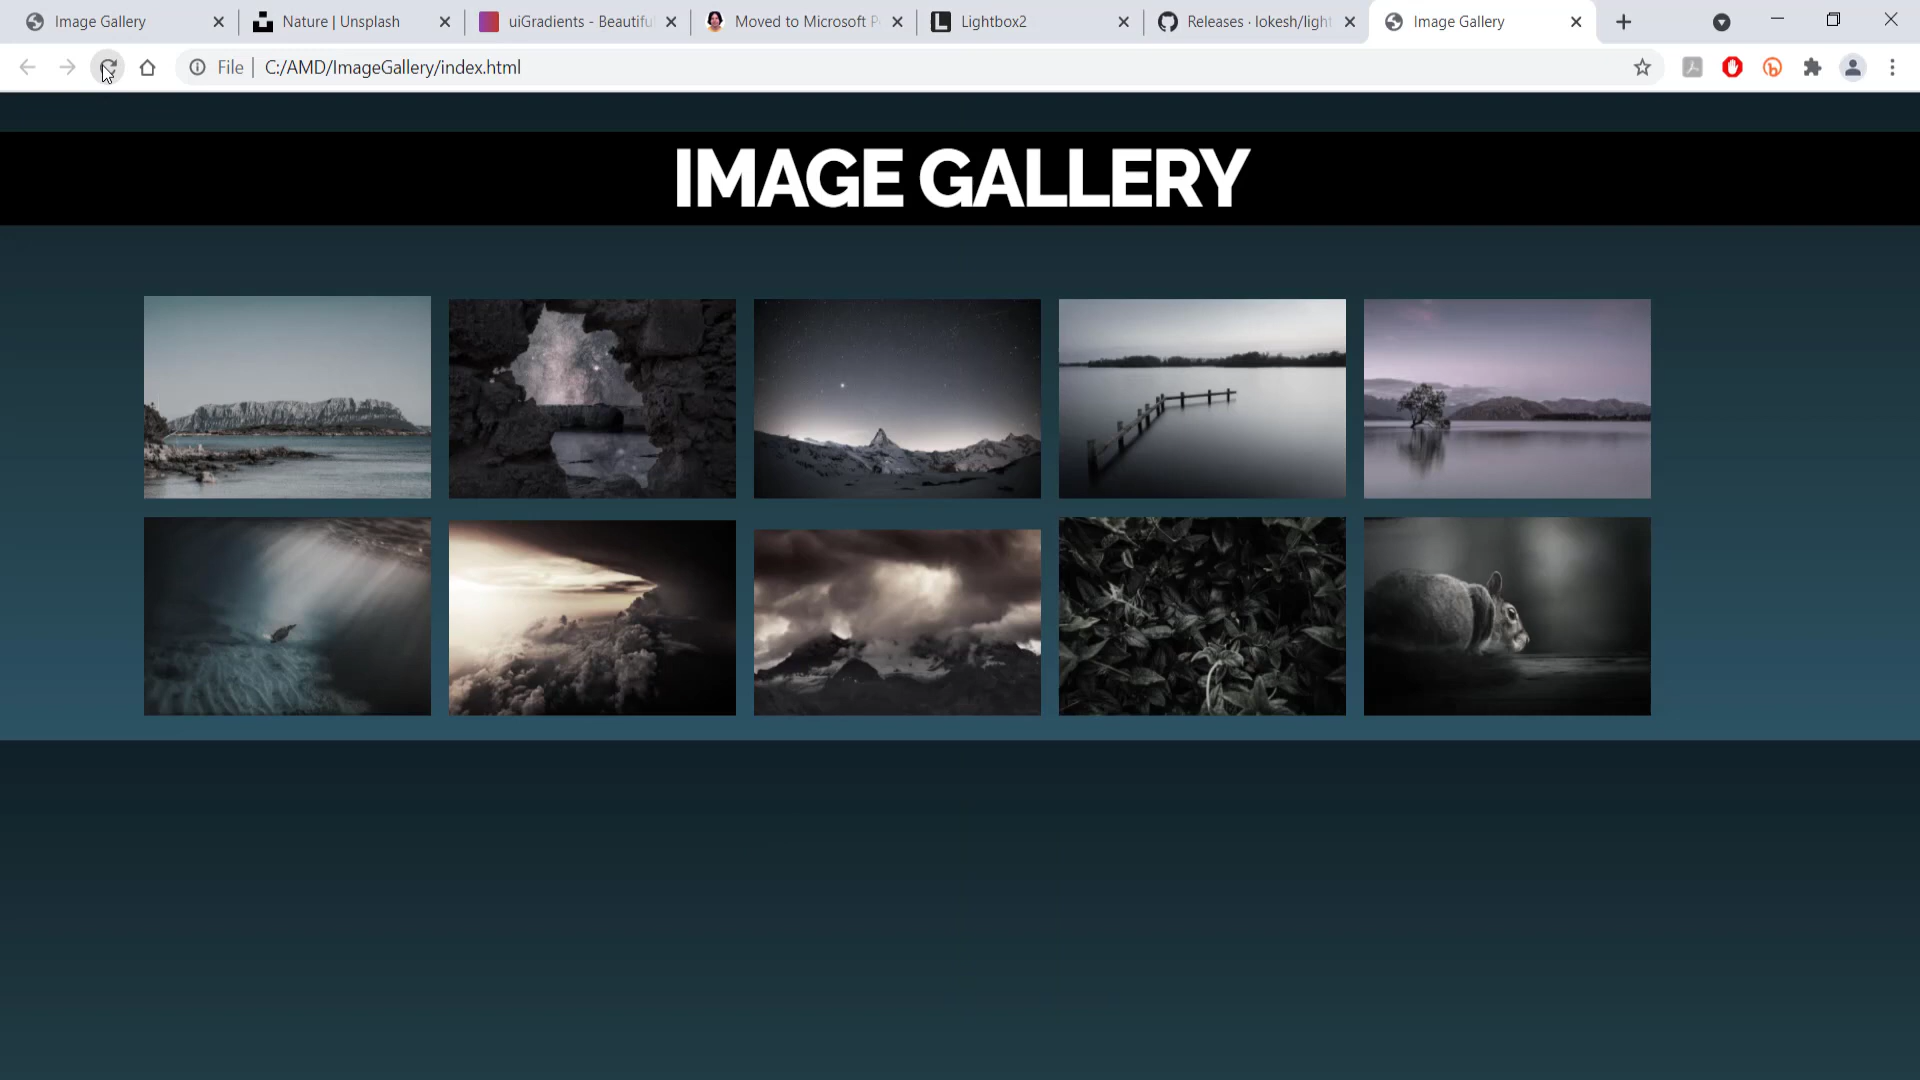 Image Gallery
Nature | Unsplash
uiGradients - Beautifu
Moved to Microsoft P
Lightbox2
Releases · lokesh/light
Image Gallery
File
C:/AMD/ImageGallery/index.html
IMAGE GALLERY